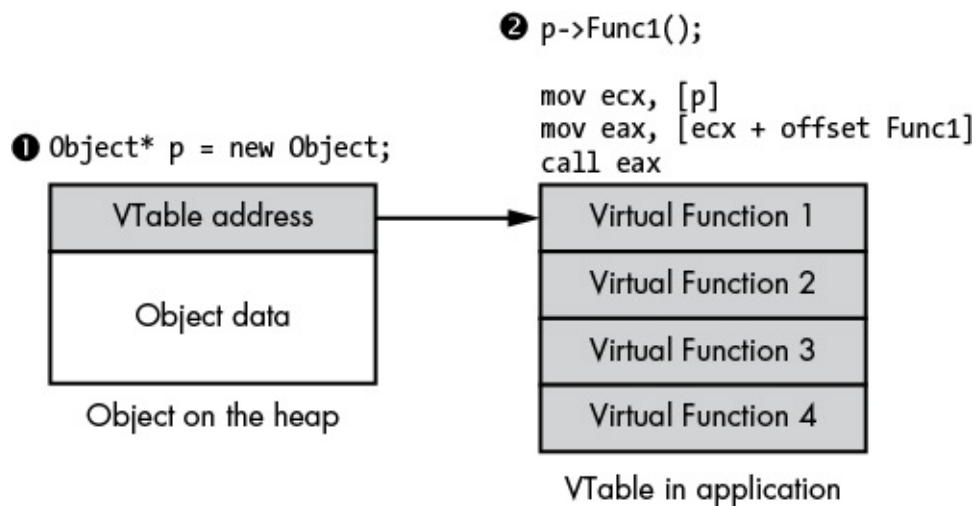 ❷ p->Func1();
mov ecx, [p]
mov eax, [ecx + offset Func1]
call eax
❶ Object* p = new Object;
VTable address
Object data
Object on the heap
Virtual Function 1
Virtual Function 2
Virtual Function 3
Virtual Function 4
VTable in application